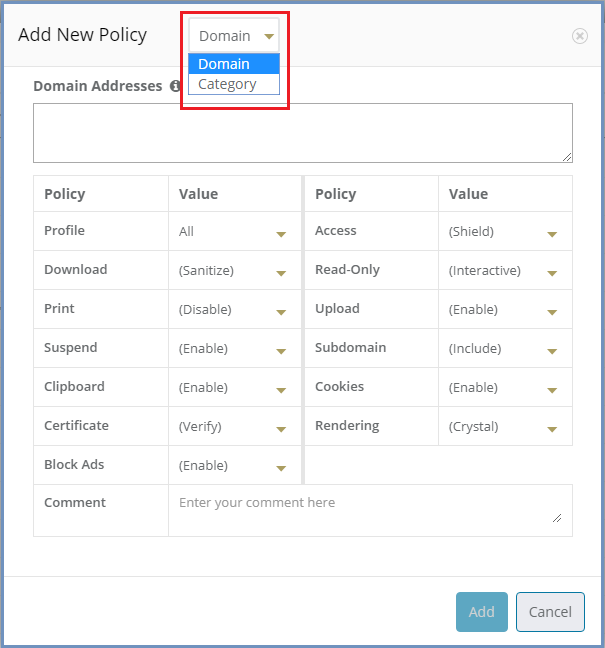 Add New Policy Domain
Domain
Category
Domain Addresses
Policy Value Policy Value
Profile All Access (Shield)
Download (Sanitize) Read-Only (Interactive)
Print (Disable) Upload (Enable)
Suspend (Enable) Subdomain (Include)
Clipboard (Enable) Cookies (Enable)
Certificate (Verify) Rendering (Crystal)
Block Ads (Enable)
Comment Enter your comment here
Add Cancel